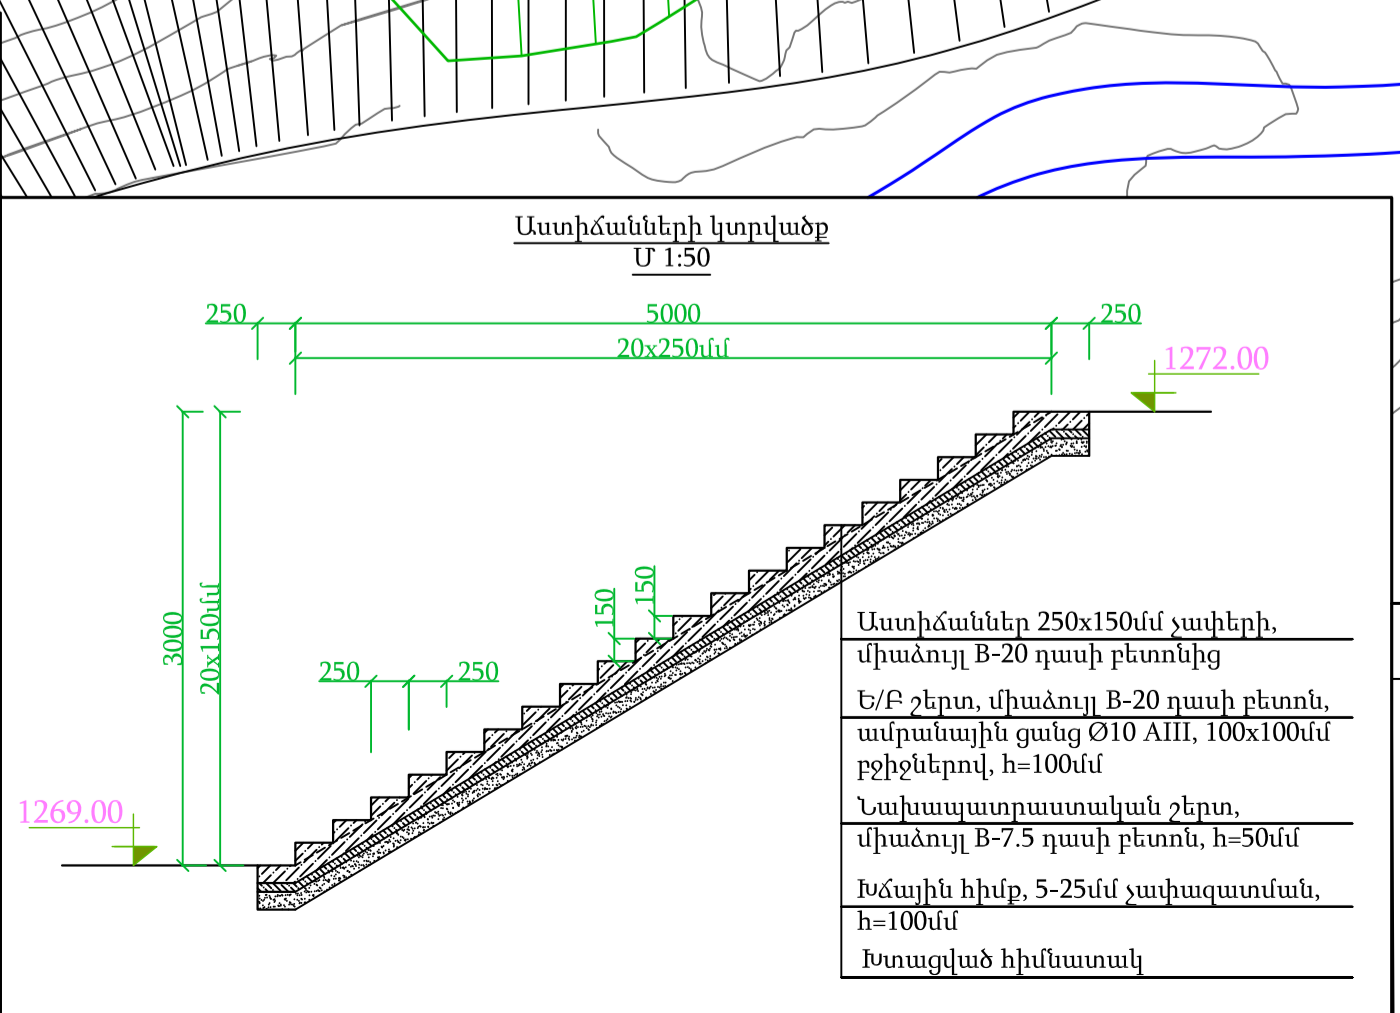 Աստիճանների կտրվածք
Մ 1:50
250
5000
250
20x250մմ
1272.00
3000
20x150մմ
150
150
250
250
1269.00
Աստիճաններ 250x150մմ չափերի,
միաձույլ B-20 դասի բետոնից
Ե/Բ շերտ, միաձույլ B-20 դասի բետոն,
ամրանային ցանց Ø10 AIII, 100x100մմ
բջիջներով, h=100մմ
Նախապատրաստական շերտ,
միաձույլ B-7.5 դասի բետոն, h=50մմ
Խճային հիմք, 5-25մմ չափազատման,
h=100մմ
Խտացված հիմնատակ